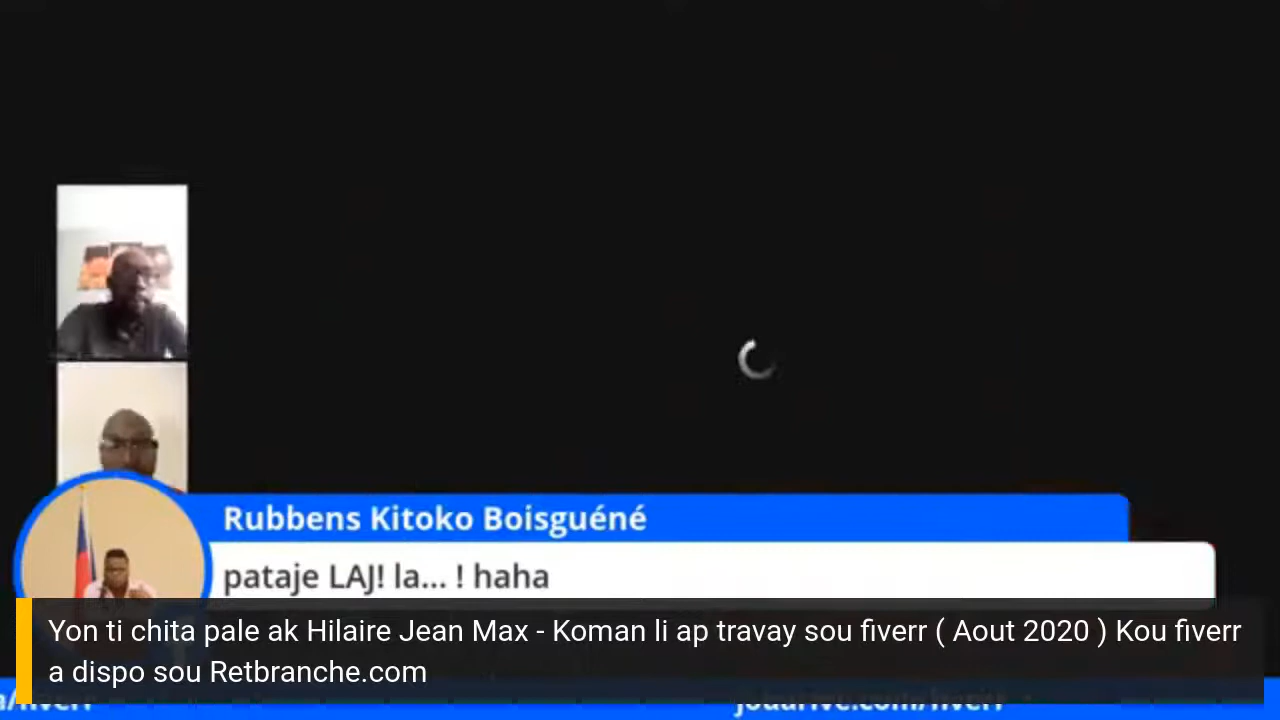 Rubbens Kitoko Boisguéné
pataje LAJ! la... ! haha
Yon ti chita pale ak Hilaire Jean Max - Koman li ap travay sou fiverr ( Aout 2020 ) Kou fiverr
a dispo sou Retbranche.com